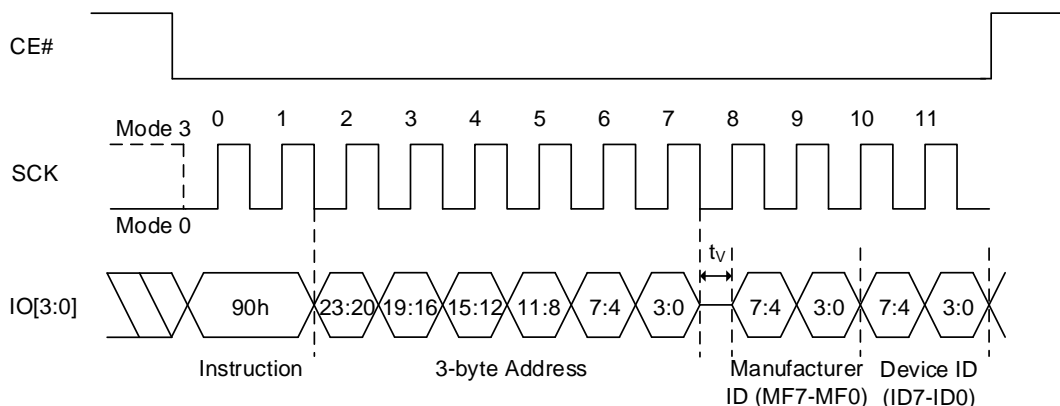 CE#
0 1 2 3 4 5 6 7 8 9 10 11
Mode 3
SCK
Mode 0
tV
IO[3:0] 90h 23:20 19:16 15:12 11:8 7:4 3:0 7:4 3:0 7:4 3:0
Instruction 3-byte Address Manufacturer Device ID
ID (MF7-MF0) (ID7-ID0)